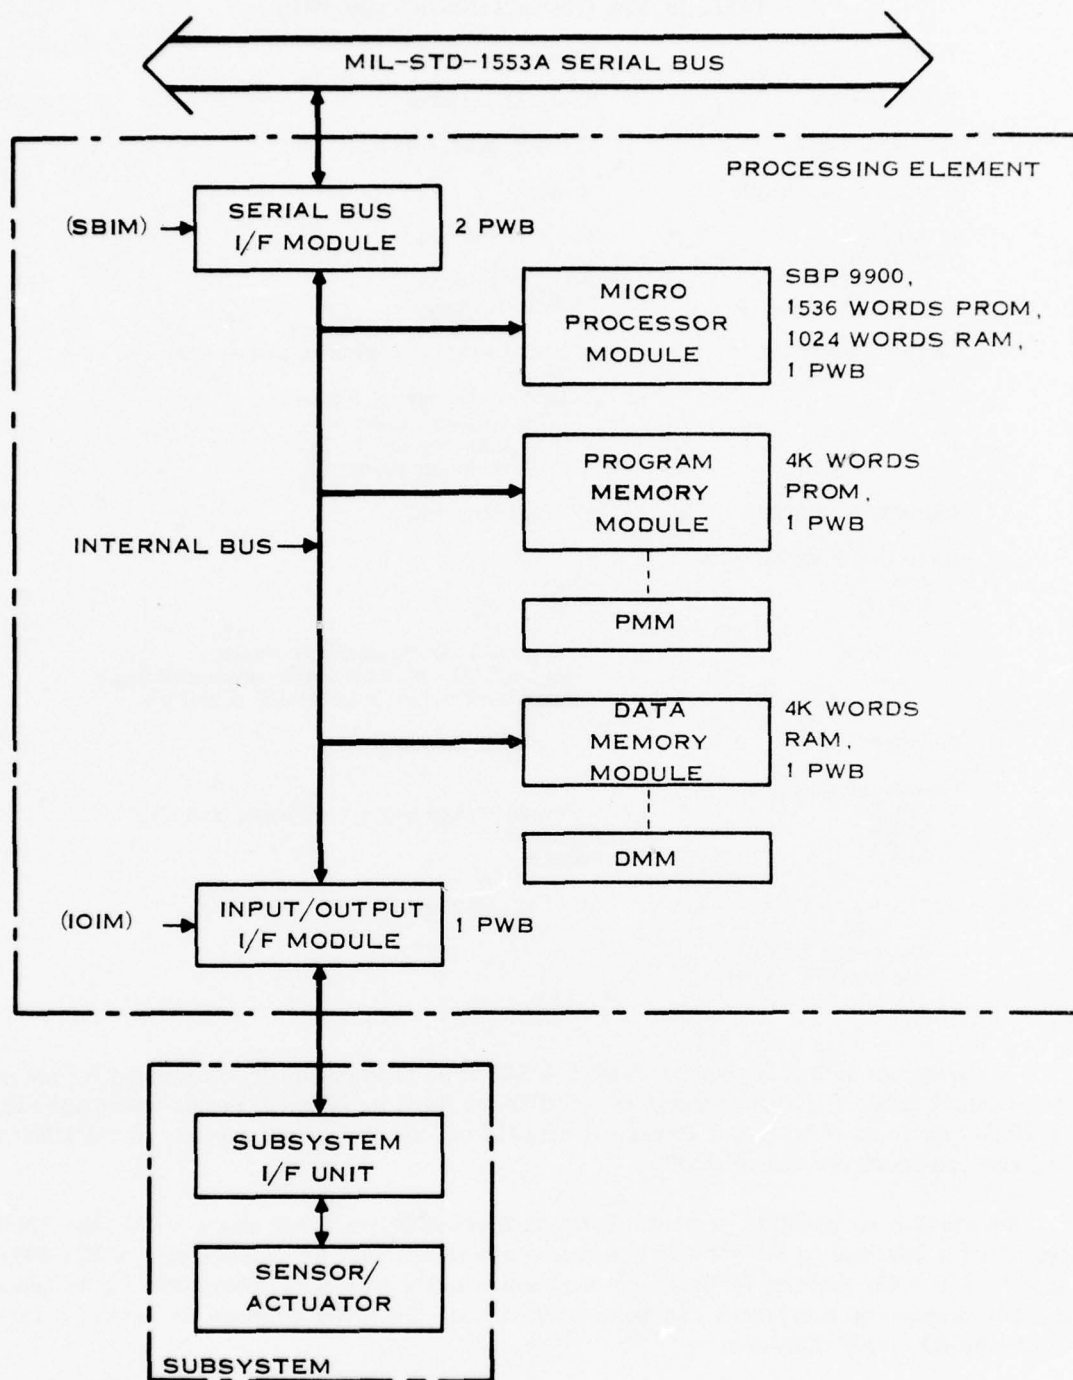 MIL-STD-1553A SERIAL BUS
PROCESSING ELEMENT
(SBIM)
SERIAL BUS
I/F MODULE
2 PWB
MICRO
PROCESSOR
MODULE
SBP 9900,
1536 WORDS PROM,
1024 WORDS RAM,
1 PWB
PROGRAM
MEMORY
MODULE
4K WORDS
PROM,
1 PWB
INTERNAL BUS
PMM
DATA
MEMORY
MODULE
4K WORDS
RAM,
1 PWB
DMM
(IOIM)
INPUT/OUTPUT
I/F MODULE
1 PWB
SUBSYSTEM
I/F UNIT
SENSOR/
ACTUATOR
SUBSYSTEM